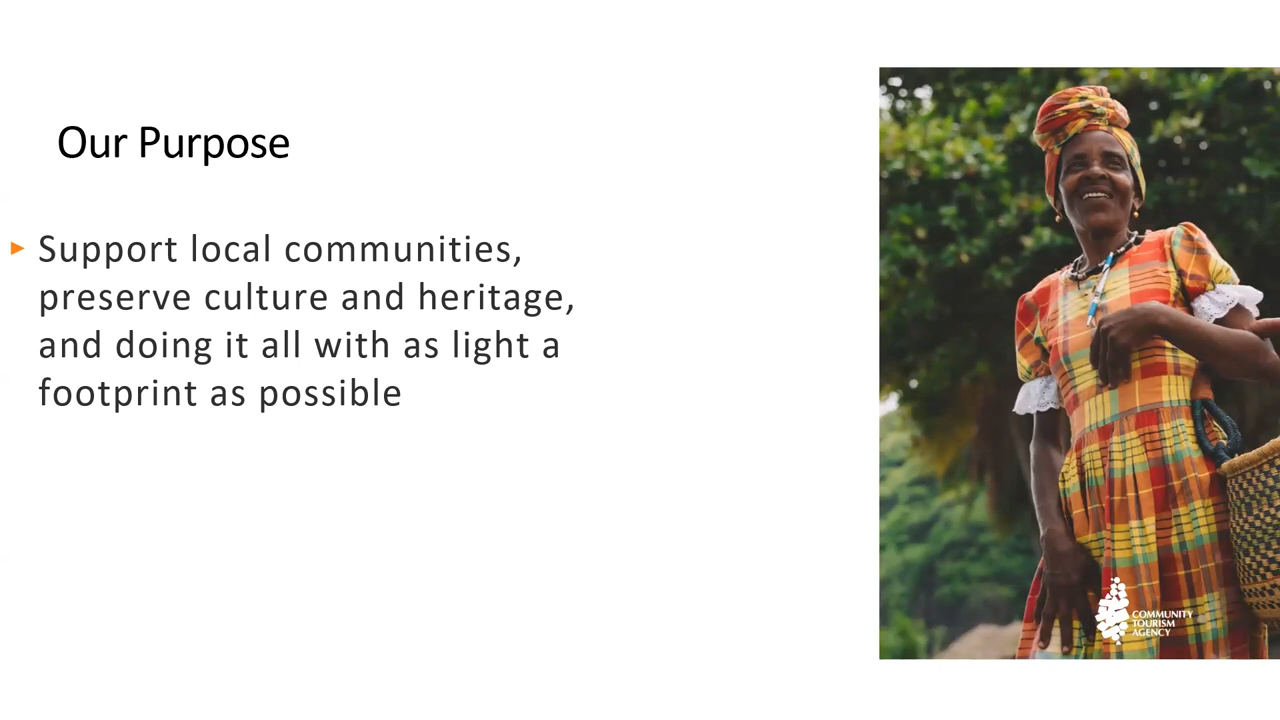 Our Purpose
Support local communities,
preserve culture and heritage,
and doing it all with as light a
footprint as possible
COMMUNITY
TOURISM
AGENCY